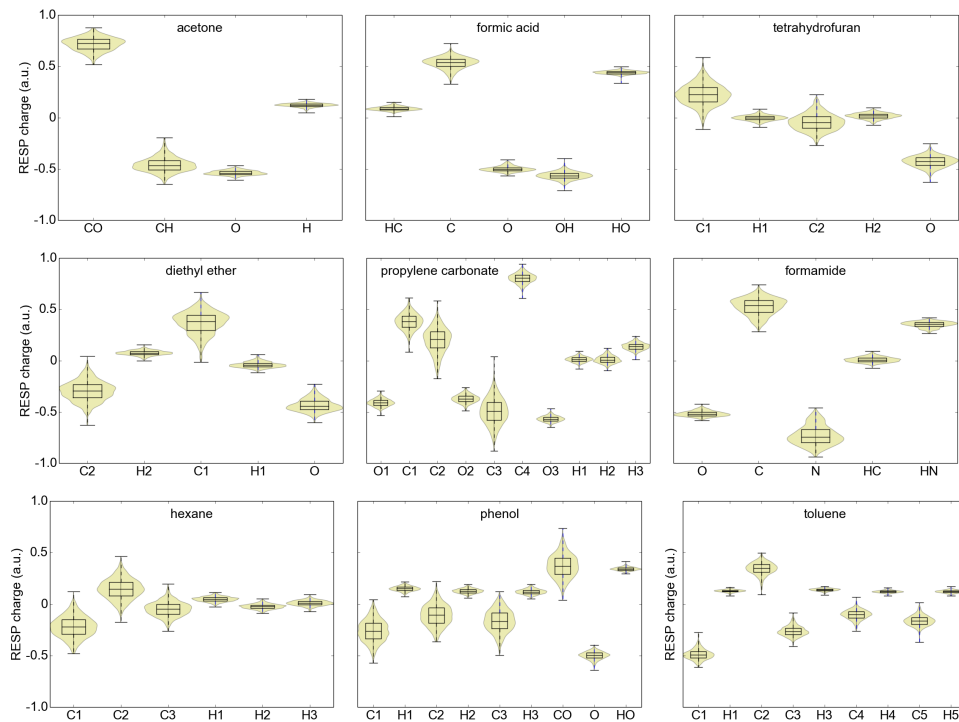 acetone
formic acid
tetrahydrofuran
RESP charge (a.u.)
1.0
0.5
0
-0.5
-1.0
CO CH O H
HC C O OH HO
C1 H1 C2 H2 O
diethyl ether
propylene carbonate
formamide
RESP charge (a.u.)
1.0
0.5
0
-0.5
-1.0
C2 H2 C1 H1 O
O1 C1 C2 O2 C3 C4 O3 H1 H2 H3
O C N HC HN
hexane
phenol
toluene
RESP charge (a.u.)
1.0
0.5
0
-0.5
-1.0
RESP charge (a.u.)
C1 C2 C3 H1 H2 H3
C1 H1 C2 H2 C3 H3 CO O HO
C1 H1 C2 C3 H3 C4 H4 C5 H5